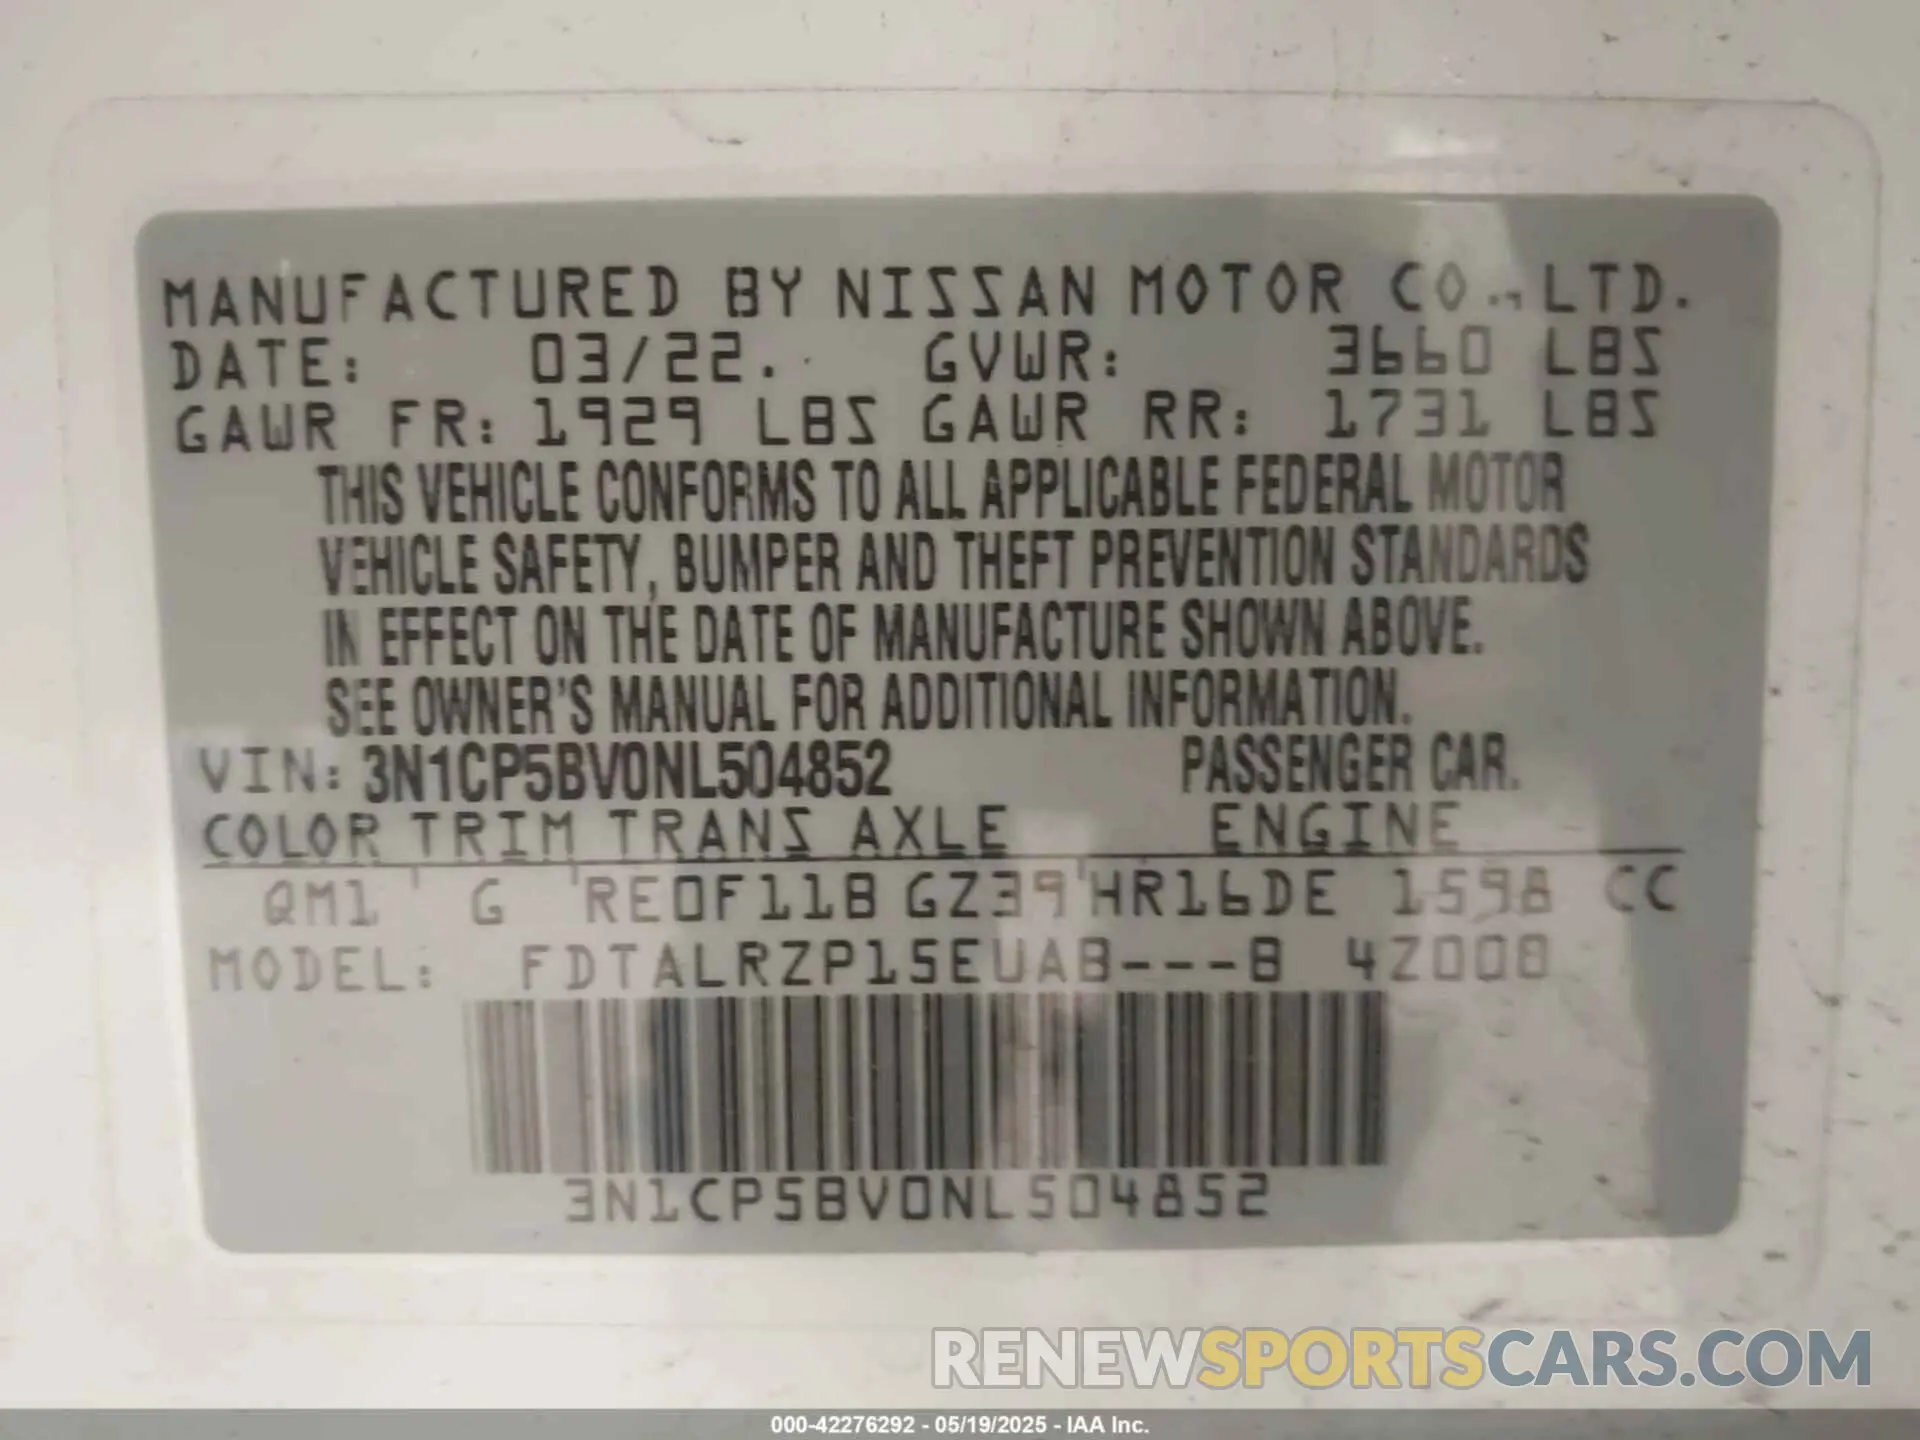 MANUFACTURED BY NISSAN MOTOR CO., LTD.
DATE: 03/22. GVWR: 3660 LBS
GAWR FR: 1929 LBS GAWR RR: 1731 LBS
THIS VEHICLE CONFORMS TO ALL APPLICABLE FEDERAL MOTOR
VEHICLE SAFETY, BUMPER AND THEFT PREVENTION STANDARDS
IN EFFECT ON THE DATE OF MANUFACTURE SHOWN ABOVE.
SEE OWNER'S MANUAL FOR ADDITIONAL INFORMATION.
VIN: 3N1CP5BV0NL504852 PASSENGER CAR.
COLOR TRIM TRANS AXLE ENGINE
QM1 G RE0F11B GZ39 HR16DE 1598 CC
MODEL: FDTALRZP15EUAB---B 4Z008
3N1CP5BV0NL504852
RENEWSPORTSCARS.COM
000-42276292 - 05/19/2025 - IAA Inc.